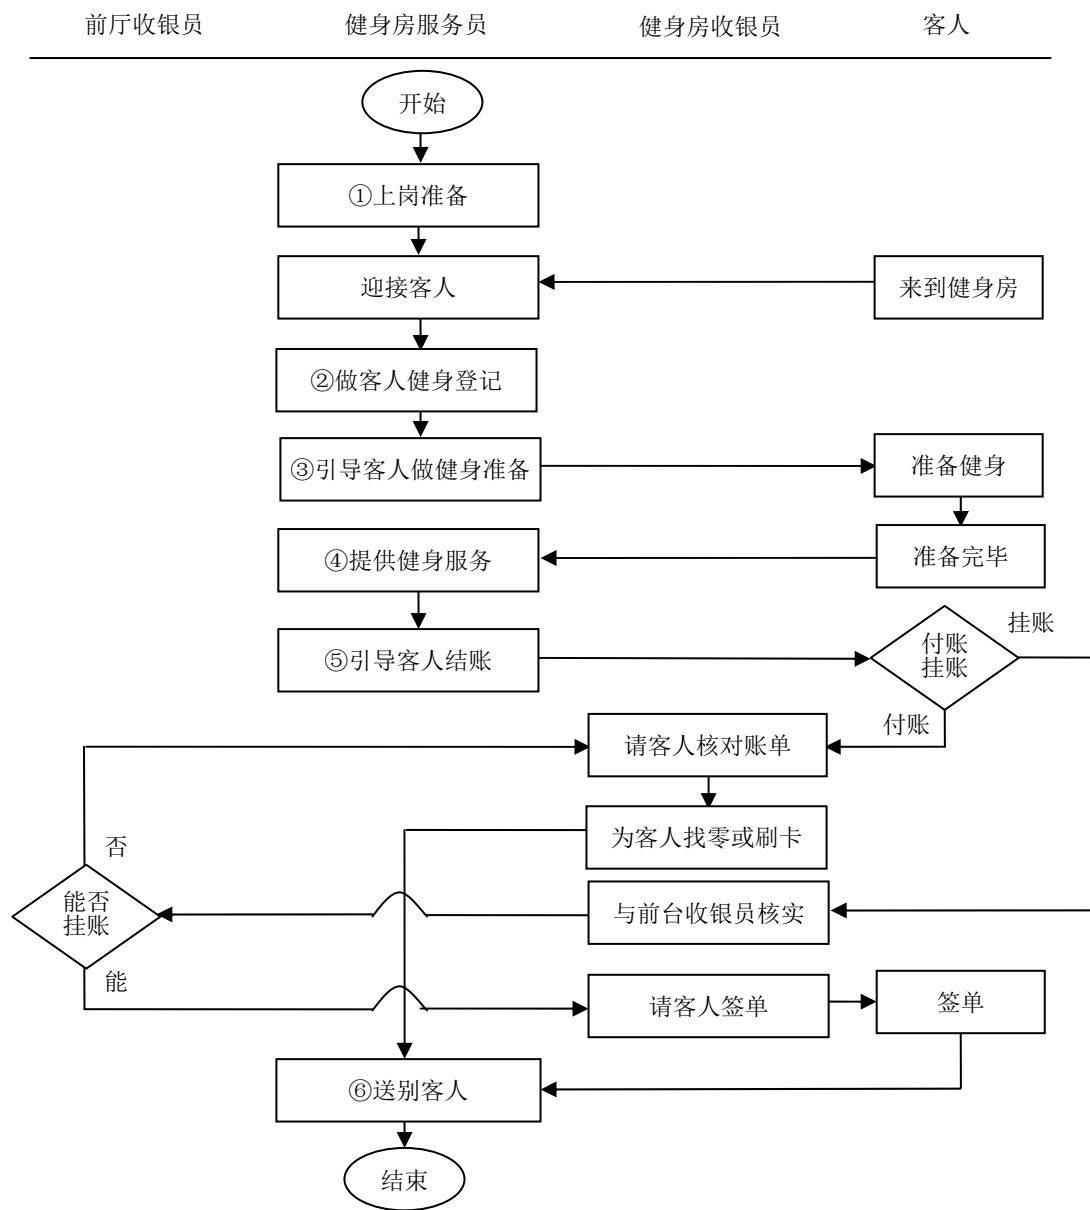 前厅收银员
健身房服务员
健身房收银员
客人
开始
①上岗准备
迎接客人
来到健身房
②做客人健身登记
③引导客人做健身准备
准备健身
④提供健身服务
准备完毕
⑤引导客人结账
付账
挂账
挂账
付账
请客人核对账单
为客人找零或刷卡
否
能否
挂账
与前台收银员核实
能
请客人签单
签单
⑥送别客人
结束